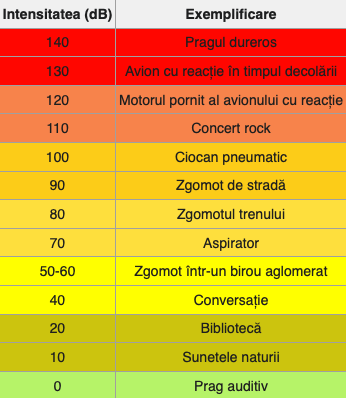 Intensitatea (dB) Exemplificare
140 Pragul dureros
130 Avion cu reacție în timpul decolării
120 Motorul pornit al avionului cu reacție
110 Concert rock
100 Ciocan pneumatic
90 Zgomot de stradă
80 Zgomotul trenului
70 Aspirator
50-60 Zgomot într-un birou aglomerat
40 Conversație
20 Bibliotecă
10 Sunetele naturii
0 Prag auditiv